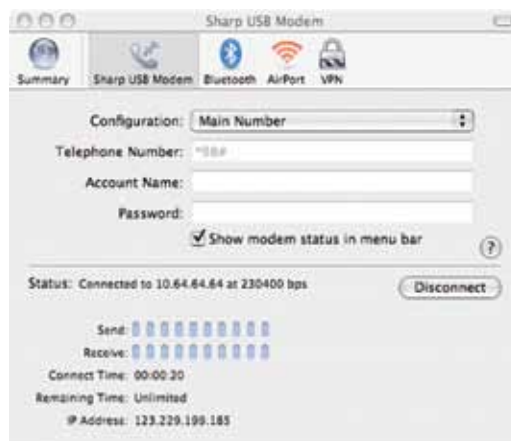 Sharp USB Modem
Summary Sharp USB Modem Bluetooth AirPort VPN
Configuration: Main Number
Telephone Number:
Account Name:
Password:
Show modem status in menu bar
?
Status: Connected to 10.64.64.64 at 230400 bps
Disconnect
Send:
Receive:
Connect Time: 00:00:20
Remaining Time: Unlimited
IP Address: 123.229.199.185